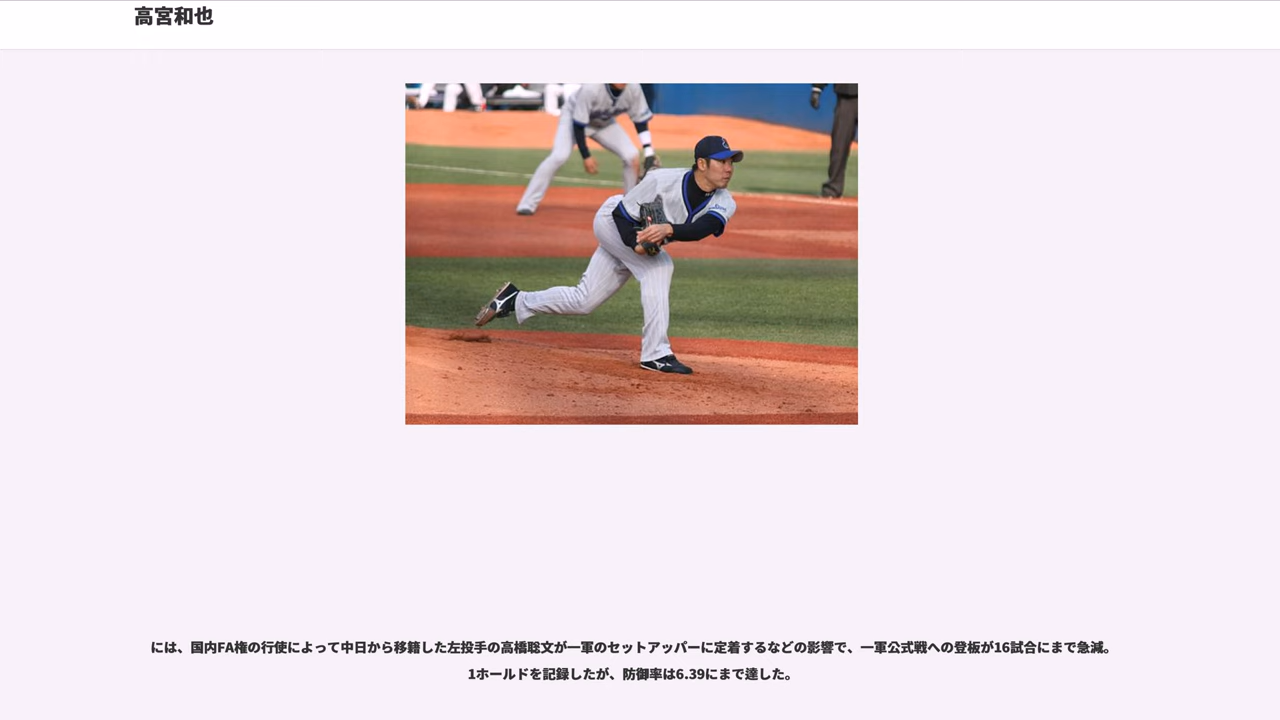 高宮和也
には、国内FA権の行使によって中日から移籍した左投手の高橋聡文が一軍のセットアッパーに定着するなどの影響で、一軍公式戦への登板が16試合にまで急減。
1ホールドを記録したが、防御率は6.39にまで達した。